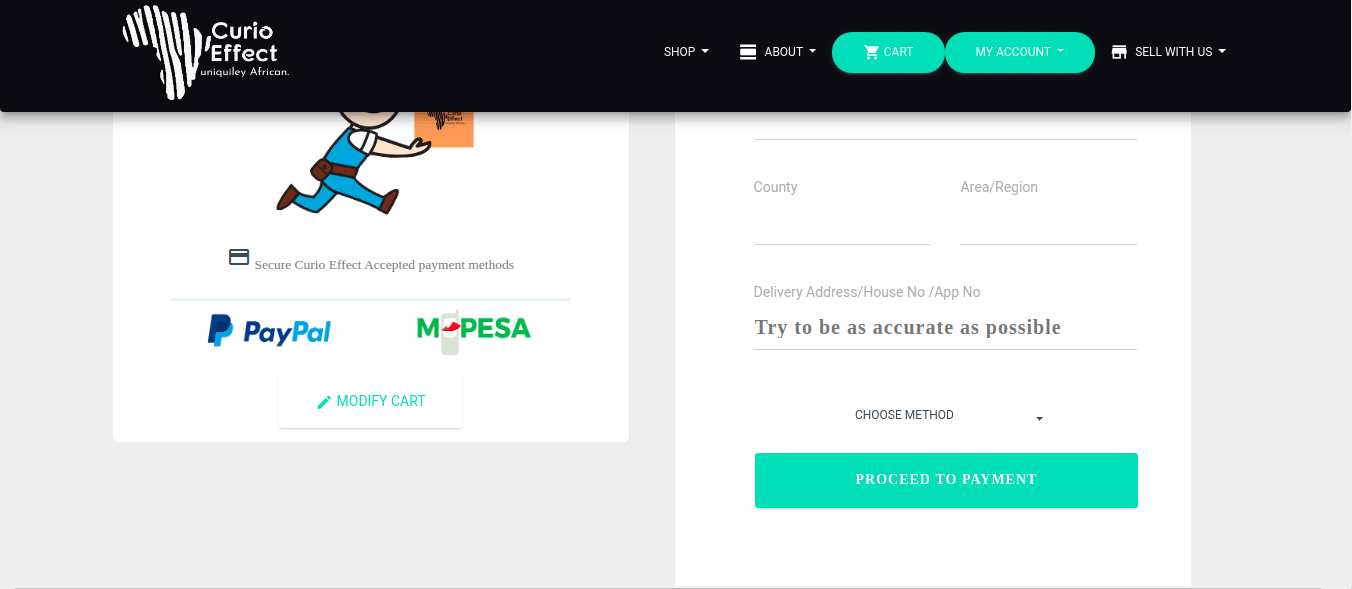 Curio
Effect
uniquiley African.
SHOP
ABOUT
CART
MY ACCOUNT
SELL WITH US
Secure Curio Effect Accepted payment methods
PayPal
M PESA
MODIFY CART
County
Area/Region
Delivery Address/House No /App No
Try to be as accurate as possible
CHOOSE METHOD
PROCEED TO PAYMENT